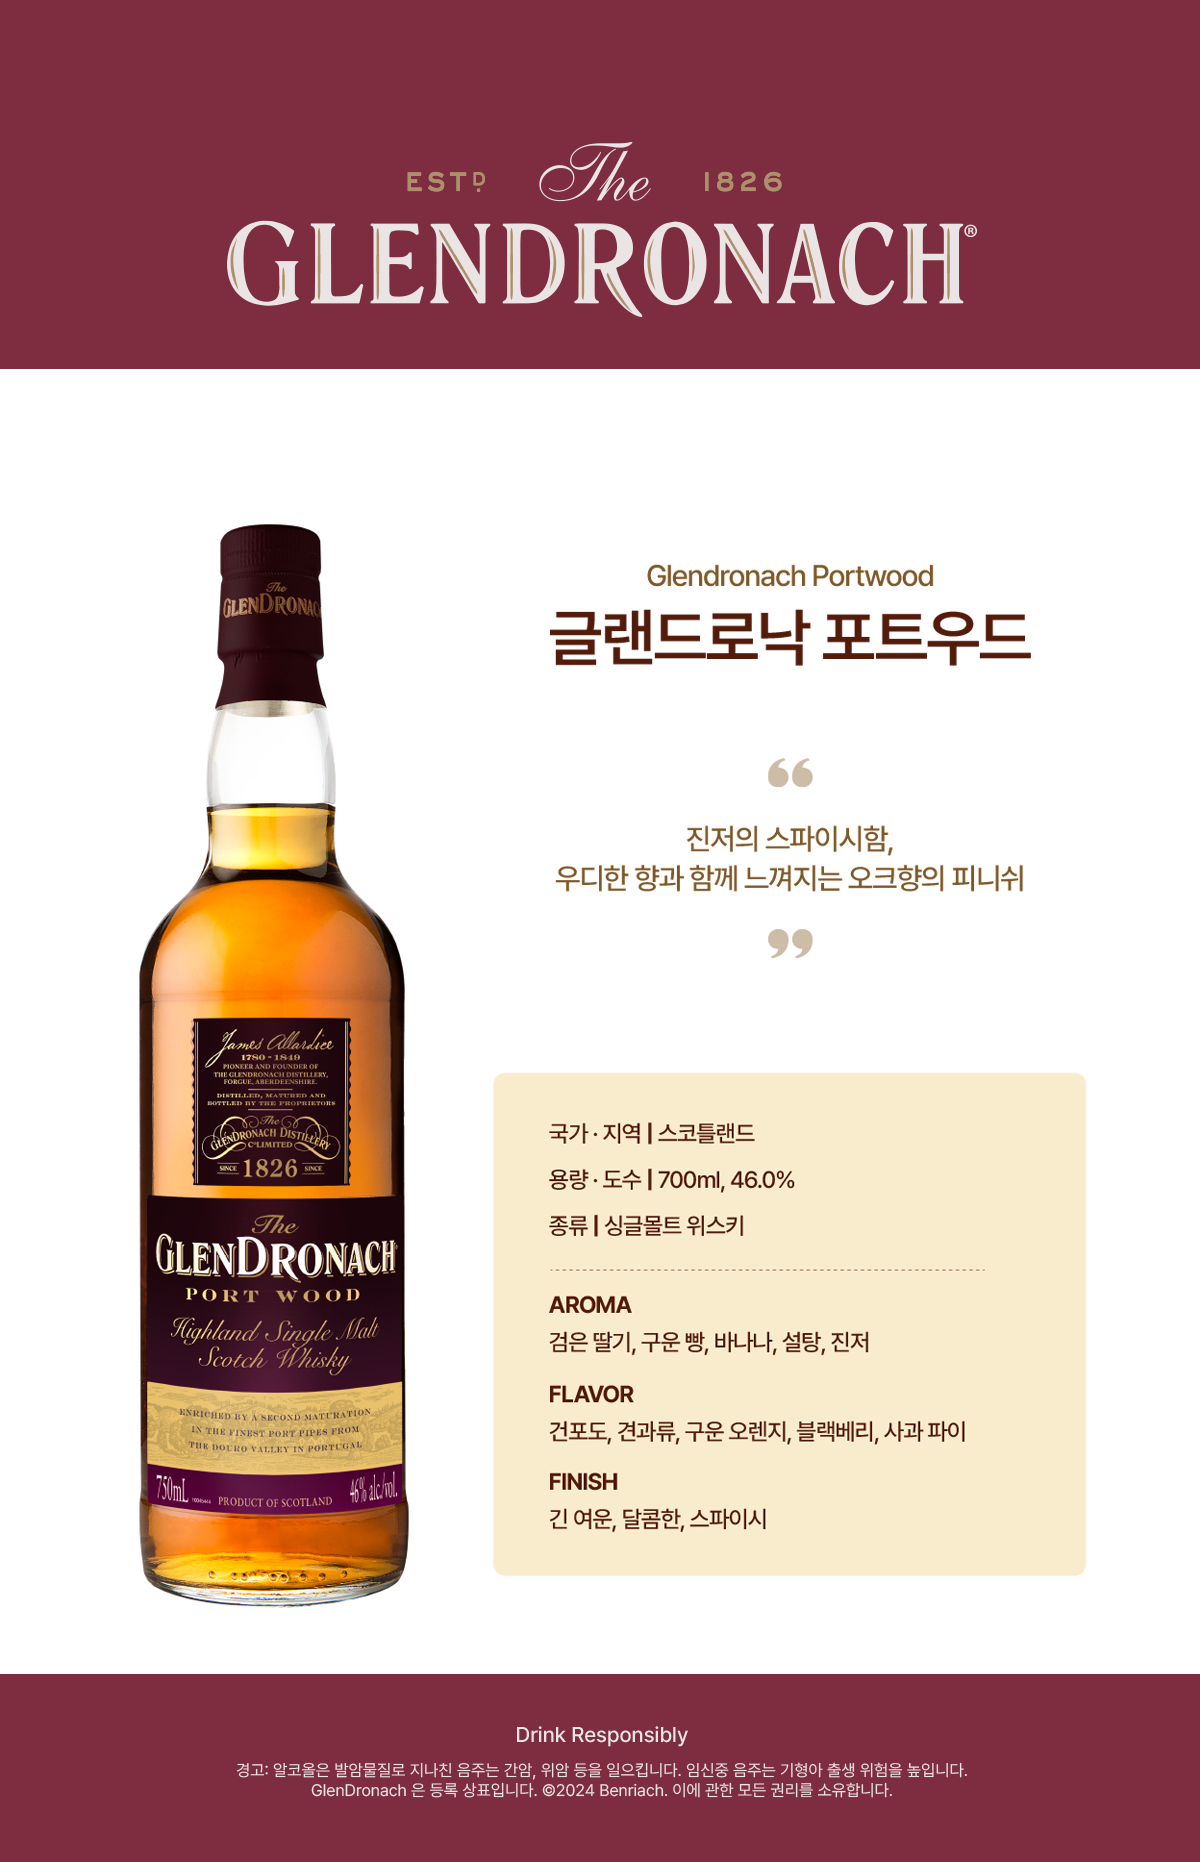 ESTD The 1826
GLENDRONACH®
The
GLENDRONACH
Glendronach Portwood
글랜드로낙 포트우드
“
진저의 스파이시함,
우디한 향과 함께 느껴지는 오크향의 피니쉬
”
James Allardice
1780 - 1849
PIONEER AND FOUNDER OF
THE GLENDRONACH DISTILLERY,
FORGUE, ABERDEENSHIRE.
DISTILLED, MATURED AND
BOTTLED BY THE PROPRIETORS
The
GLENDRONACH DISTILLERY
Co LIMITED
SINCE 1826 SINCE
The
GLENDRONACH
PORT WOOD
Highland Single Malt
Scotch Whisky
ENRICHED BY A SECOND MATURATION
IN THE FINEST PORT PIPES FROM
THE DOURO VALLEY IN PORTUGAL
750mL PRODUCT OF SCOTLAND 46% alc./vol.
국가 · 지역 | 스코틀랜드
용량 · 도수 | 700ml, 46.0%
종류 | 싱글몰트 위스키
AROMA
검은 딸기, 구운 빵, 바나나, 설탕, 진저
FLAVOR
건포도, 견과류, 구운 오렌지, 블랙베리, 사과 파이
FINISH
긴 여운, 달콤한, 스파이시
Drink Responsibly
경고: 알코올은 발암물질로 지나친 음주는 간암, 위암 등을 일으킵니다. 임신중 음주는 기형아 출생 위험을 높입니다.
GlenDronach 은 등록 상표입니다. ©2024 Benriach. 이에 관한 모든 권리를 소유합니다.